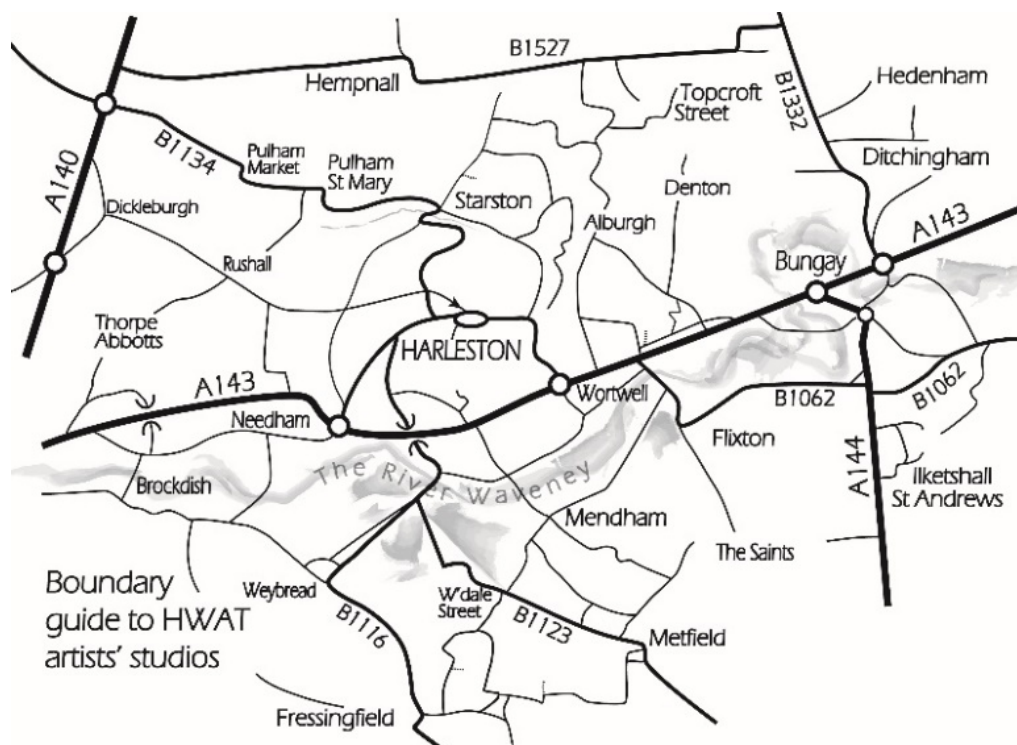 B1527
Hempnall
Topcroft
Street
B1332
Hedenham
Ditchingham
A140
B1134
Pulham
Market
Pulham
St Mary
Starston
Denton
Dickleburgh
Alburgh
A143
Rushall
Bungay
Thorpe
Abbotts
HARLESTON
A143
Needham
Wortwell
B1062
B1062
Flixton
The River Waveney
Brockdish
A144
Ilketshall
St Andrews
Mendham
The Saints
Boundary
guide to HWAT
artists' studios
Weybread
W'dale
Street
B1116
B1123
Metfield
Fressingfield